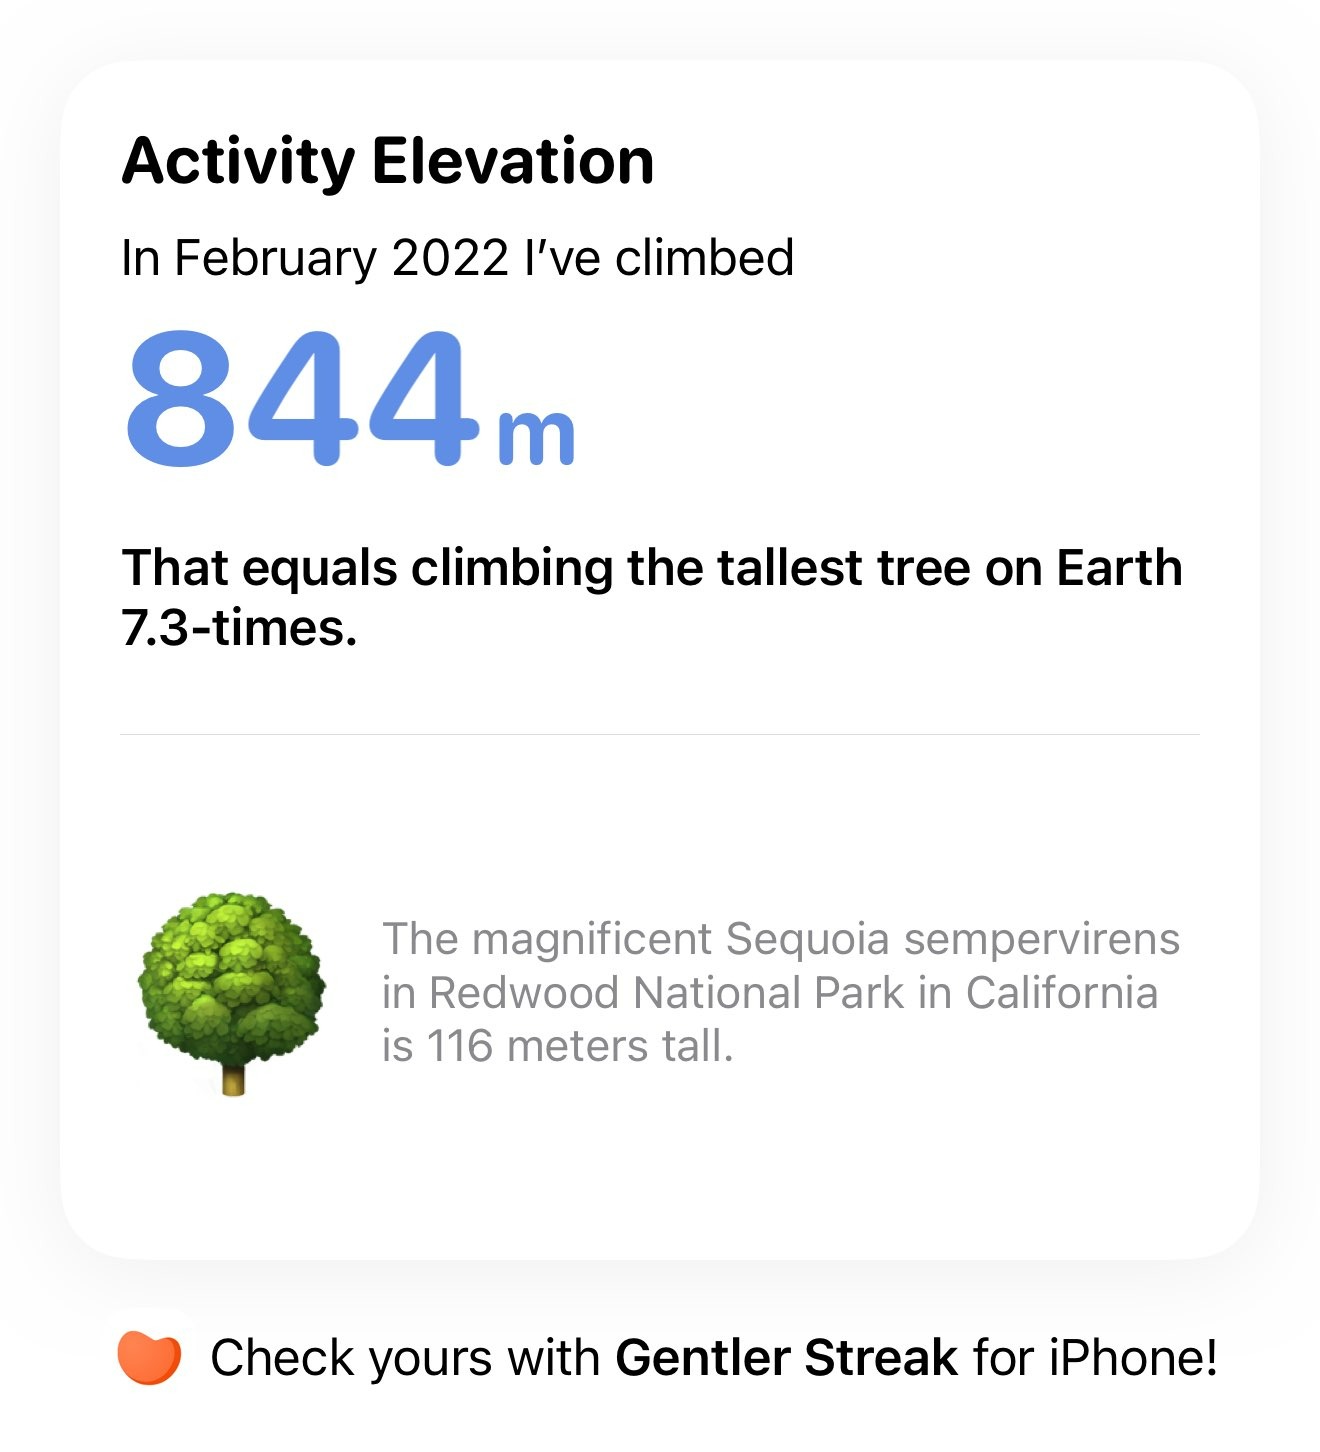 Activity Elevation
In February 2022 I’ve climbed
844 m
That equals climbing the tallest tree on Earth
7.3-times.
The magnificent Sequoia sempervirens
in Redwood National Park in California
is 116 meters tall.
Check yours with Gentler Streak for iPhone!